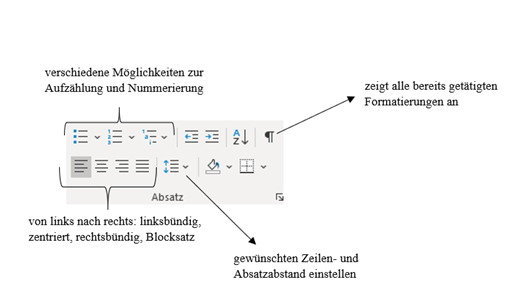 verschiedene Möglichkeiten zur
Aufzählung und Nummerierung
zeigt alle bereits getätigten
Formatierungen an
Absatz
von links nach rechts: linksbündig,
zentriert, rechtsbündig, Blocksatz
gewünschten Zeilen- und
Absatzabstand einstellen